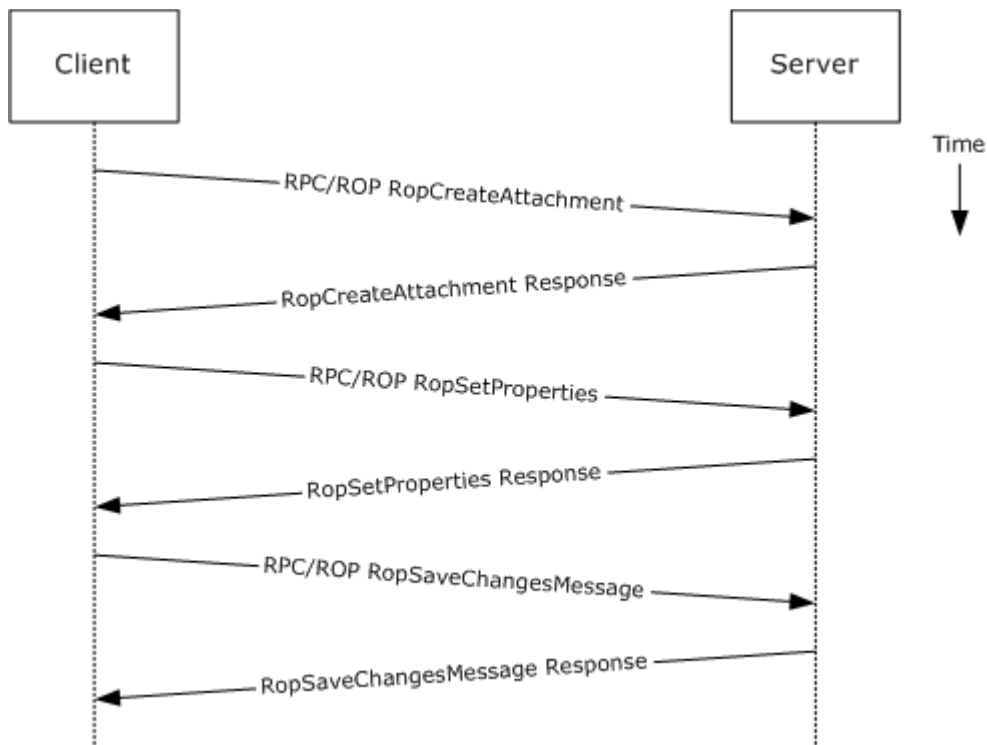 Client
Server
Time
RPC/ROP RopCreateAttachment
RopCreateAttachment Response
RPC/ROP RopSetProperties
RopSetProperties Response
RPC/ROP RopSaveChangesMessage
RopSaveChangesMessage Response